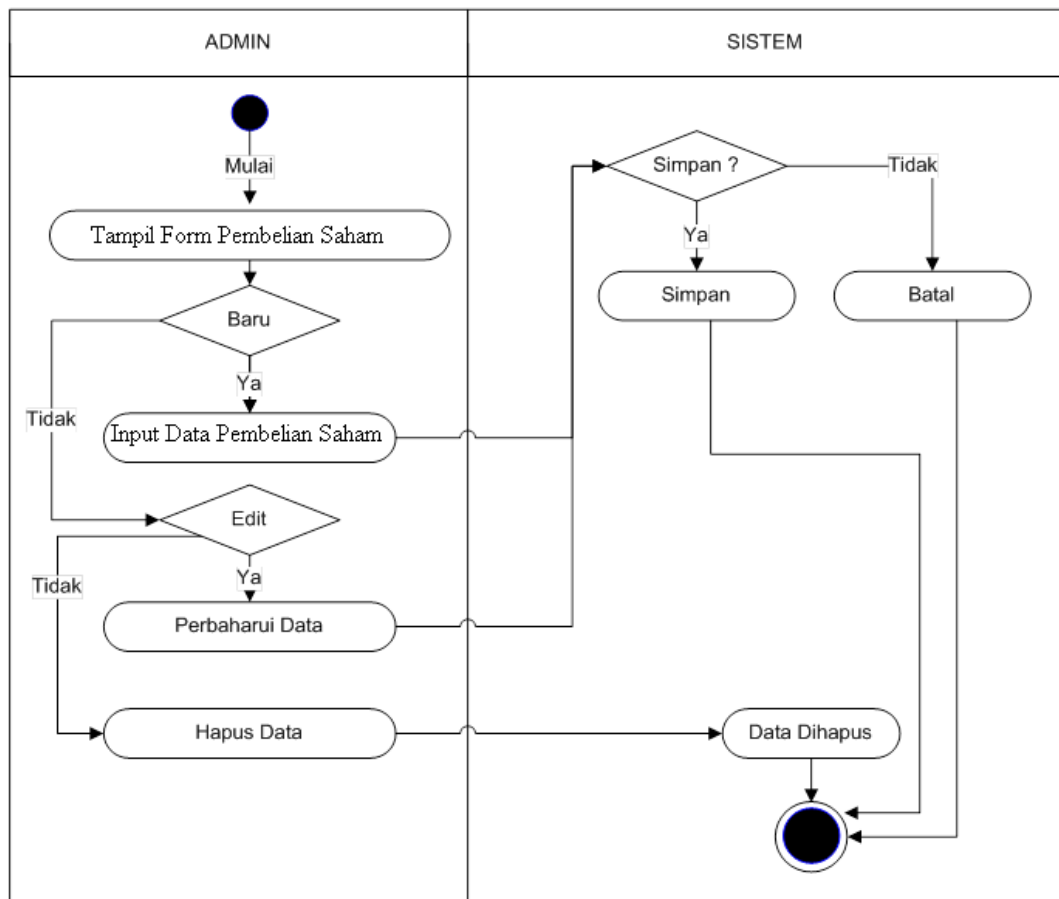 ADMIN
SISTEM
Mulai
Tampil Form Pembelian Saham
Baru
Ya
Tidak
Input Data Pembelian Saham
Edit
Ya
Tidak
Perbaharui Data
Hapus Data
Simpan ?
Tidak
Ya
Simpan
Batal
Data Dihapus